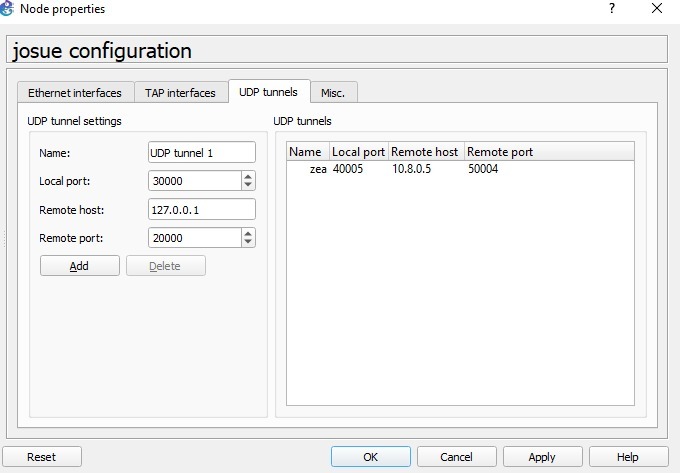 Node properties
josue configuration
Ethernet interfaces TAP interfaces UDP tunnels Misc.
UDP tunnel settings
Name: UDP tunnel 1
Local port: 30000
Remote host: 127.0.0.1
Remote port: 20000
Add Delete
UDP tunnels
Name Local port Remote host Remote port
zea 40005 10.8.0.5 50004
Reset OK Cancel Apply Help